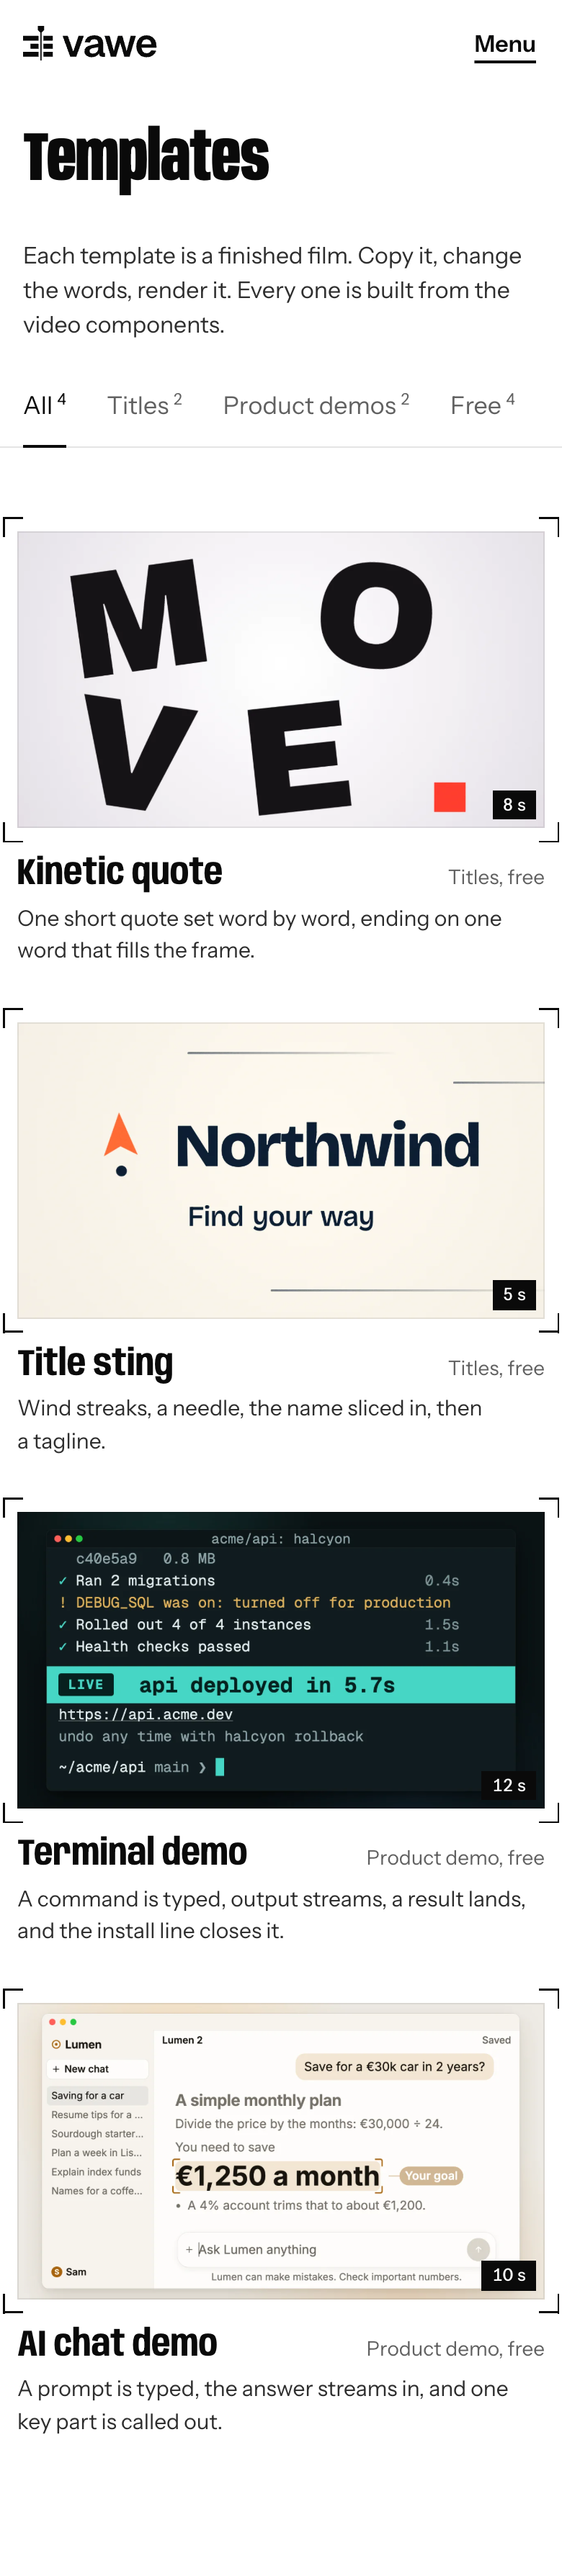 vawe
Menu
Templates
Each template is a finished film. Copy it, change
the words, render it. Every one is built from the
video components.
All 4
Titles 2
Product demos 2
Free 4
M O
V E
8 s
Kinetic quote
Titles, free
One short quote set word by word, ending on one
word that fills the frame.
Northwind
Find your way
5 s
Title sting
Titles, free
Wind streaks, a needle, the name sliced in, then
a tagline.
acme/api: halcyon
c40e5a9 0.8 MB
✓ Ran 2 migrations 0.4s
! DEBUG_SQL was on: turned off for production
✓ Rolled out 4 of 4 instances 1.5s
✓ Health checks passed 1.1s
LIVE api deployed in 5.7s
https://api.acme.dev
undo any time with halcyon rollback
~/acme/api main ❯
12 s
Terminal demo
Product demo, free
A command is typed, output streams, a result lands,
and the install line closes it.
Lumen
+ New chat
Saving for a car
Resume tips for a ...
Sourdough starter...
Plan a week in Lis...
Explain index funds
Names for a coffe...
S Sam
Lumen 2
Saved
Save for a €30k car in 2 years?
A simple monthly plan
Divide the price by the months: €30,000 ÷ 24.
You need to save
€1,250 a month
Your goal
• A 4% account trims that to about €1,200.
+ Ask Lumen anything
Lumen can make mistakes. Check important numbers.
10 s
AI chat demo
Product demo, free
A prompt is typed, the answer streams in, and one
key part is called out.